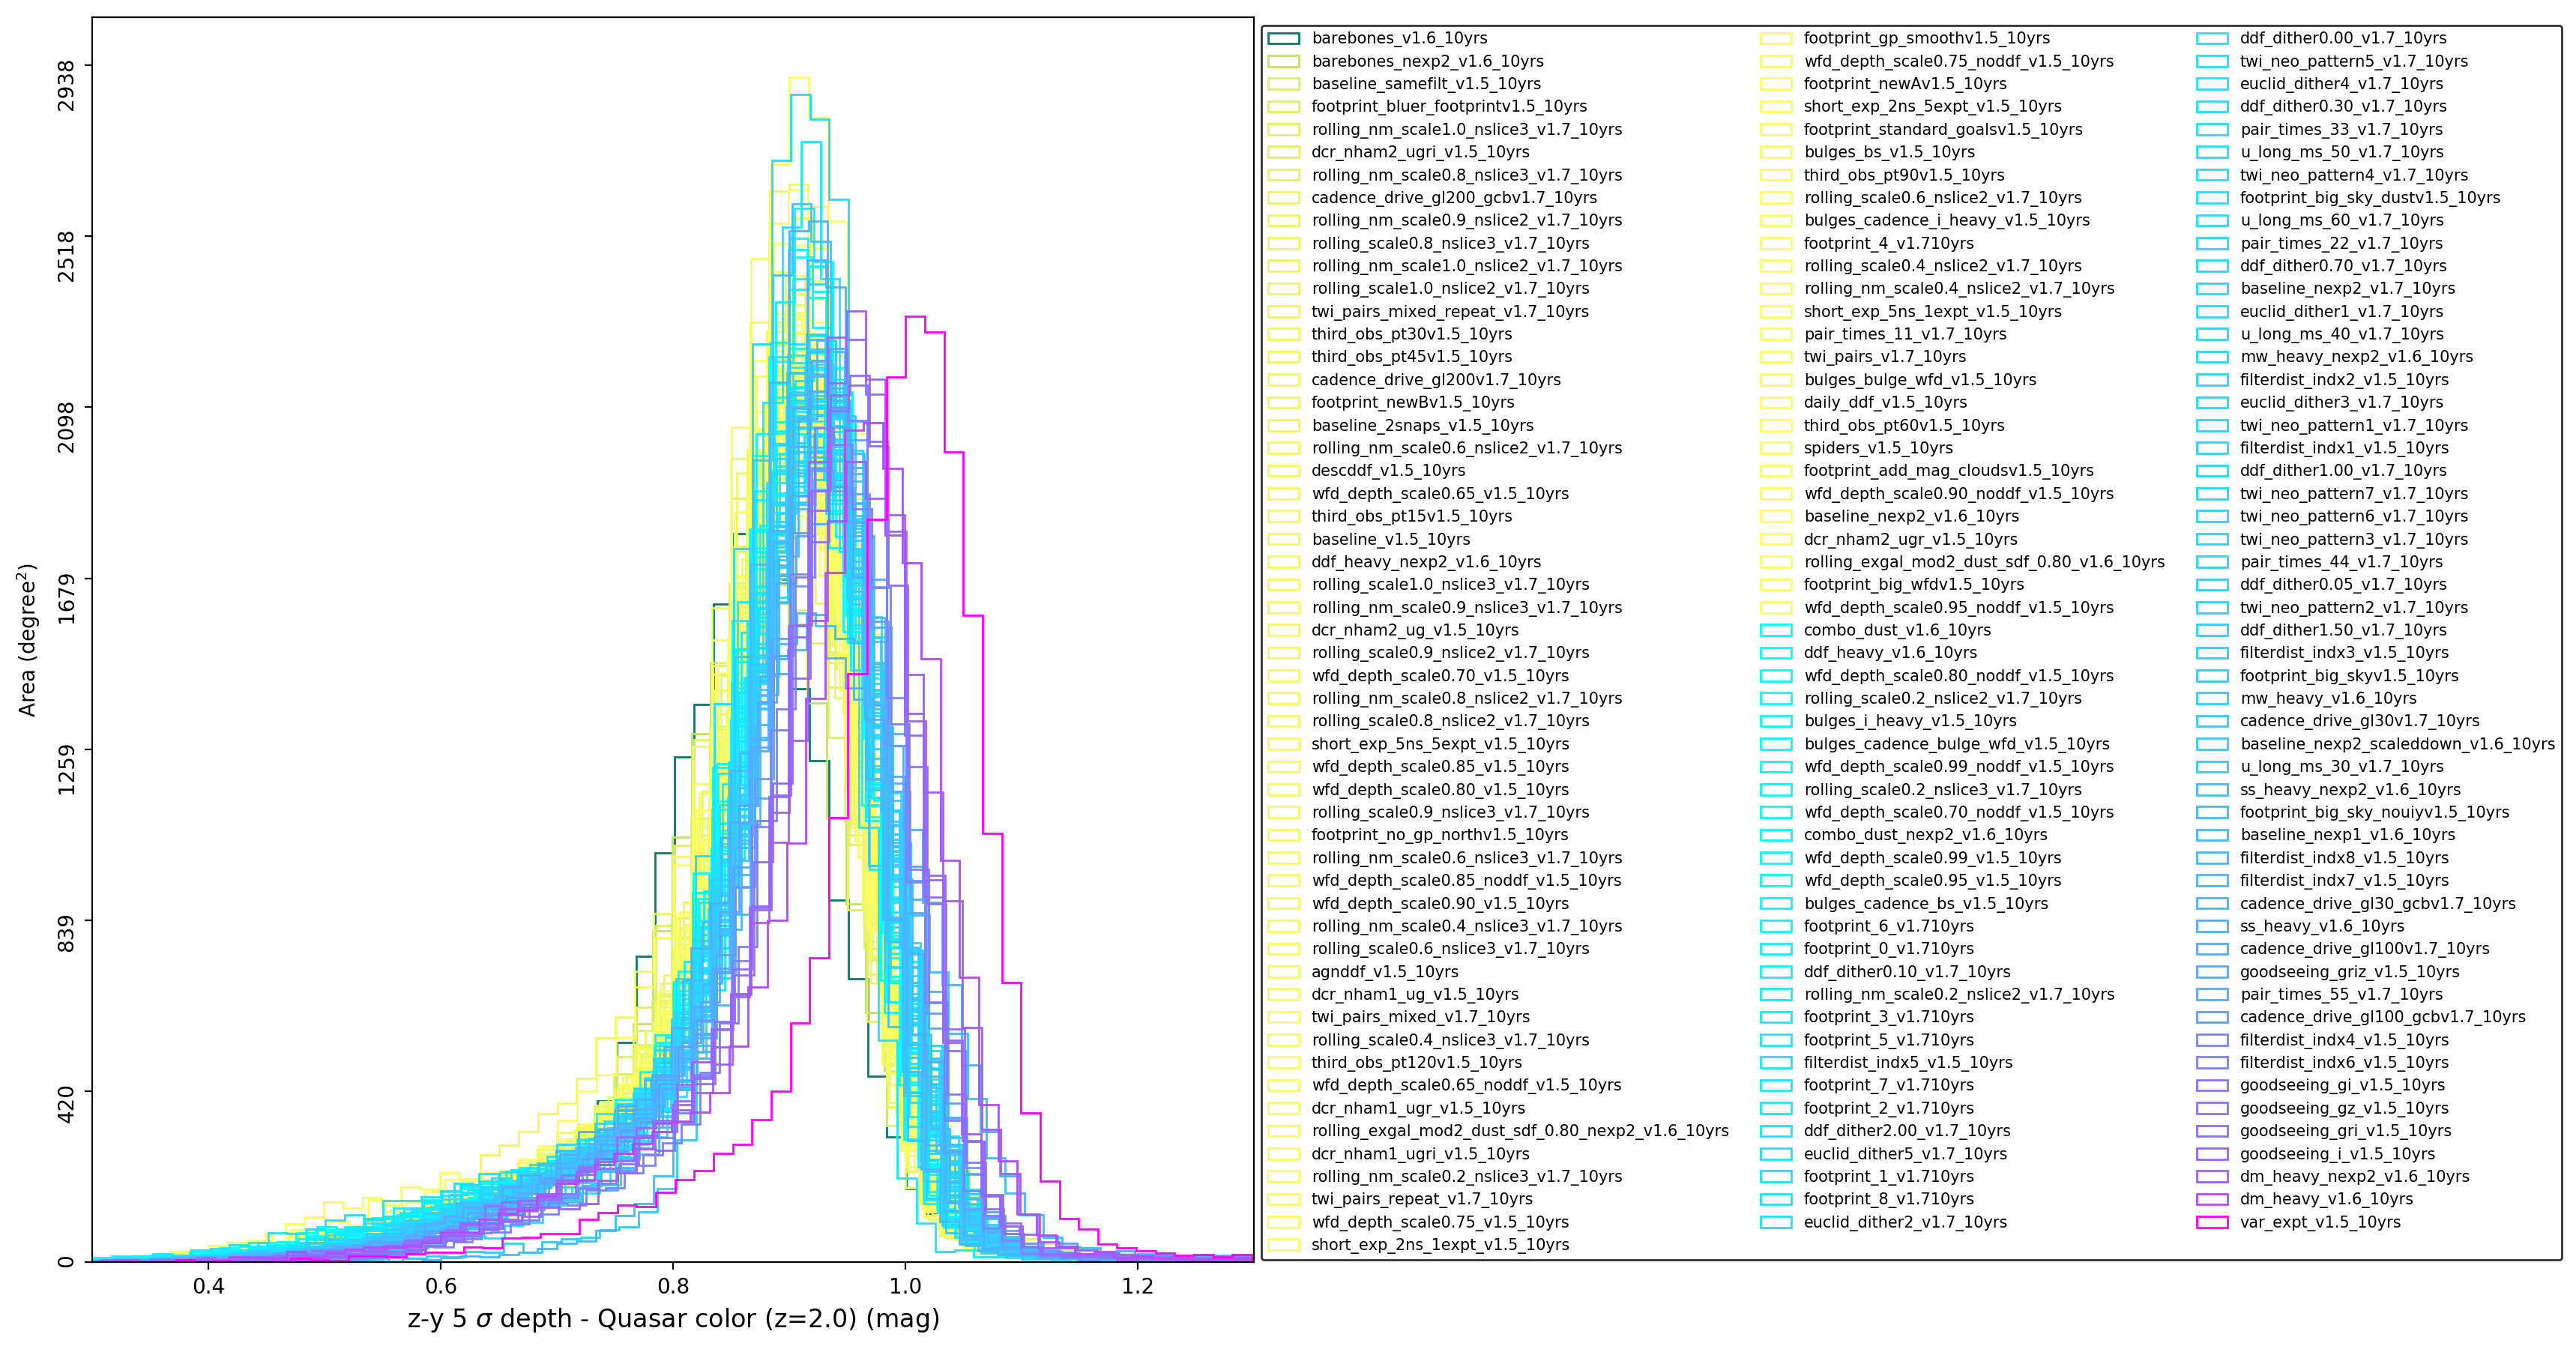 2938
2518
2098
1679
1259
839
420
0
Area (degree²)
0.4
0.6
0.8
1.0
1.2
z-y 5 σ depth - Quasar color (z=2.0) (mag)
barebones_v1.6_10yrs
barebones_nexp2_v1.6_10yrs
baseline_samefilt_v1.5_10yrs
footprint_bluer_footprintv1.5_10yrs
rolling_nm_scale1.0_nslice3_v1.7_10yrs
dcr_nham2_ugri_v1.5_10yrs
rolling_nm_scale0.8_nslice3_v1.7_10yrs
cadence_drive_gl200_gcbv1.7_10yrs
rolling_nm_scale0.9_nslice2_v1.7_10yrs
rolling_scale0.8_nslice3_v1.7_10yrs
rolling_nm_scale1.0_nslice2_v1.7_10yrs
rolling_scale1.0_nslice2_v1.7_10yrs
twi_pairs_mixed_repeat_v1.7_10yrs
third_obs_pt30v1.5_10yrs
third_obs_pt45v1.5_10yrs
cadence_drive_gl200v1.7_10yrs
footprint_newBv1.5_10yrs
baseline_2snaps_v1.5_10yrs
rolling_nm_scale0.6_nslice2_v1.7_10yrs
descddf_v1.5_10yrs
wfd_depth_scale0.65_v1.5_10yrs
third_obs_pt15v1.5_10yrs
baseline_v1.5_10yrs
ddf_heavy_nexp2_v1.6_10yrs
rolling_scale1.0_nslice3_v1.7_10yrs
rolling_nm_scale0.9_nslice3_v1.7_10yrs
dcr_nham2_ug_v1.5_10yrs
rolling_scale0.9_nslice2_v1.7_10yrs
wfd_depth_scale0.70_v1.5_10yrs
rolling_nm_scale0.8_nslice2_v1.7_10yrs
rolling_scale0.8_nslice2_v1.7_10yrs
short_exp_5ns_5expt_v1.5_10yrs
wfd_depth_scale0.85_v1.5_10yrs
wfd_depth_scale0.80_v1.5_10yrs
rolling_scale0.9_nslice3_v1.7_10yrs
footprint_no_gp_northv1.5_10yrs
rolling_nm_scale0.6_nslice3_v1.7_10yrs
wfd_depth_scale0.85_noddf_v1.5_10yrs
wfd_depth_scale0.90_v1.5_10yrs
rolling_nm_scale0.4_nslice3_v1.7_10yrs
rolling_scale0.6_nslice3_v1.7_10yrs
agnddf_v1.5_10yrs
dcr_nham1_ug_v1.5_10yrs
twi_pairs_mixed_v1.7_10yrs
rolling_scale0.4_nslice3_v1.7_10yrs
third_obs_pt120v1.5_10yrs
wfd_depth_scale0.65_noddf_v1.5_10yrs
dcr_nham1_ugr_v1.5_10yrs
rolling_exgal_mod2_dust_sdf_0.80_nexp2_v1.6_10yrs
dcr_nham1_ugri_v1.5_10yrs
rolling_nm_scale0.2_nslice3_v1.7_10yrs
twi_pairs_repeat_v1.7_10yrs
wfd_depth_scale0.75_v1.5_10yrs
short_exp_2ns_1expt_v1.5_10yrs
footprint_gp_smoothv1.5_10yrs
wfd_depth_scale0.75_noddf_v1.5_10yrs
footprint_newAv1.5_10yrs
short_exp_2ns_5expt_v1.5_10yrs
footprint_standard_goalsv1.5_10yrs
bulges_bs_v1.5_10yrs
third_obs_pt90v1.5_10yrs
rolling_scale0.6_nslice2_v1.7_10yrs
bulges_cadence_i_heavy_v1.5_10yrs
footprint_4_v1.710yrs
rolling_scale0.4_nslice2_v1.7_10yrs
rolling_nm_scale0.4_nslice2_v1.7_10yrs
short_exp_5ns_1expt_v1.5_10yrs
pair_times_11_v1.7_10yrs
twi_pairs_v1.7_10yrs
bulges_bulge_wfd_v1.5_10yrs
daily_ddf_v1.5_10yrs
third_obs_pt60v1.5_10yrs
spiders_v1.5_10yrs
footprint_add_mag_cloudsv1.5_10yrs
wfd_depth_scale0.90_noddf_v1.5_10yrs
baseline_nexp2_v1.6_10yrs
dcr_nham2_ugr_v1.5_10yrs
rolling_exgal_mod2_dust_sdf_0.80_v1.6_10yrs
footprint_big_wfdv1.5_10yrs
wfd_depth_scale0.95_noddf_v1.5_10yrs
combo_dust_v1.6_10yrs
ddf_heavy_v1.6_10yrs
wfd_depth_scale0.80_noddf_v1.5_10yrs
rolling_scale0.2_nslice2_v1.7_10yrs
bulges_i_heavy_v1.5_10yrs
bulges_cadence_bulge_wfd_v1.5_10yrs
wfd_depth_scale0.99_noddf_v1.5_10yrs
rolling_scale0.2_nslice3_v1.7_10yrs
wfd_depth_scale0.70_noddf_v1.5_10yrs
combo_dust_nexp2_v1.6_10yrs
wfd_depth_scale0.99_v1.5_10yrs
wfd_depth_scale0.95_v1.5_10yrs
bulges_cadence_bs_v1.5_10yrs
footprint_6_v1.710yrs
footprint_0_v1.710yrs
ddf_dither0.10_v1.7_10yrs
rolling_nm_scale0.2_nslice2_v1.7_10yrs
footprint_3_v1.710yrs
footprint_5_v1.710yrs
filterdist_indx5_v1.5_10yrs
footprint_7_v1.710yrs
footprint_2_v1.710yrs
ddf_dither2.00_v1.7_10yrs
euclid_dither5_v1.7_10yrs
footprint_1_v1.710yrs
footprint_8_v1.710yrs
euclid_dither2_v1.7_10yrs
ddf_dither0.00_v1.7_10yrs
twi_neo_pattern5_v1.7_10yrs
euclid_dither4_v1.7_10yrs
ddf_dither0.30_v1.7_10yrs
pair_times_33_v1.7_10yrs
u_long_ms_50_v1.7_10yrs
twi_neo_pattern4_v1.7_10yrs
footprint_big_sky_dustv1.5_10yrs
u_long_ms_60_v1.7_10yrs
pair_times_22_v1.7_10yrs
ddf_dither0.70_v1.7_10yrs
baseline_nexp2_v1.7_10yrs
euclid_dither1_v1.7_10yrs
u_long_ms_40_v1.7_10yrs
mw_heavy_nexp2_v1.6_10yrs
filterdist_indx2_v1.5_10yrs
euclid_dither3_v1.7_10yrs
twi_neo_pattern1_v1.7_10yrs
filterdist_indx1_v1.5_10yrs
ddf_dither1.00_v1.7_10yrs
twi_neo_pattern7_v1.7_10yrs
twi_neo_pattern6_v1.7_10yrs
twi_neo_pattern3_v1.7_10yrs
pair_times_44_v1.7_10yrs
ddf_dither0.05_v1.7_10yrs
twi_neo_pattern2_v1.7_10yrs
ddf_dither1.50_v1.7_10yrs
filterdist_indx3_v1.5_10yrs
footprint_big_skyv1.5_10yrs
mw_heavy_v1.6_10yrs
cadence_drive_gl30v1.7_10yrs
baseline_nexp2_scaleddown_v1.6_10yrs
u_long_ms_30_v1.7_10yrs
ss_heavy_nexp2_v1.6_10yrs
footprint_big_sky_nouiyv1.5_10yrs
baseline_nexp1_v1.6_10yrs
filterdist_indx8_v1.5_10yrs
filterdist_indx7_v1.5_10yrs
cadence_drive_gl30_gcbv1.7_10yrs
ss_heavy_v1.6_10yrs
cadence_drive_gl100v1.7_10yrs
goodseeing_griz_v1.5_10yrs
pair_times_55_v1.7_10yrs
cadence_drive_gl100_gcbv1.7_10yrs
filterdist_indx4_v1.5_10yrs
filterdist_indx6_v1.5_10yrs
goodseeing_gi_v1.5_10yrs
goodseeing_gz_v1.5_10yrs
goodseeing_gri_v1.5_10yrs
goodseeing_i_v1.5_10yrs
dm_heavy_nexp2_v1.6_10yrs
dm_heavy_v1.6_10yrs
var_expt_v1.5_10yrs